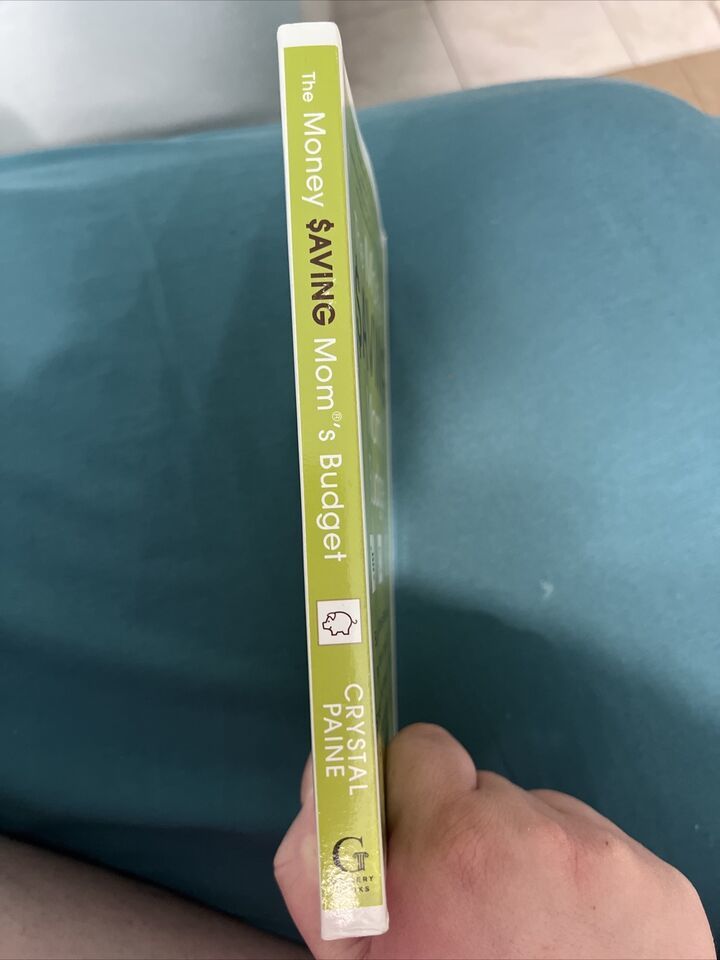 The Money $AVING Mom®'s Budget
CRYSTAL
PAINE
G